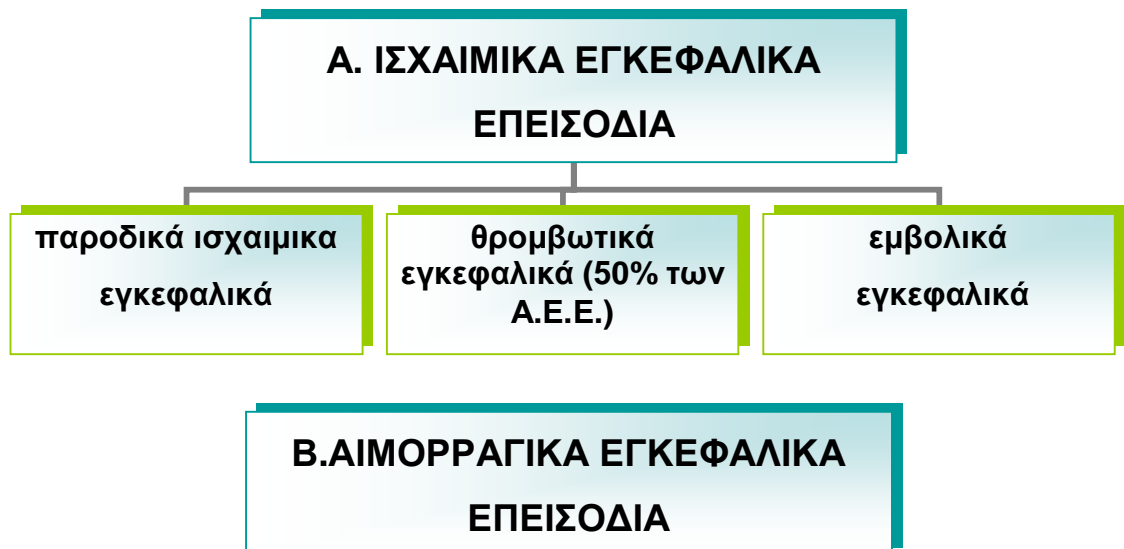 Α. ΙΣΧΑΙΜΙΚΑ ΕΓΚΕΦΑΛΙΚΑ
ΕΠΕΙΣΟΔΙΑ
παροδικά ισχαιμικα
εγκεφαλικά
θρομβωτικά
εγκεφαλικά (50% των
Α.Ε.Ε.)
εμβολικά
εγκεφαλικά
Β.ΑΙΜΟΡΡΑΓΙΚΑ ΕΓΚΕΦΑΛΙΚΑ
ΕΠΕΙΣΟΔΙΑ